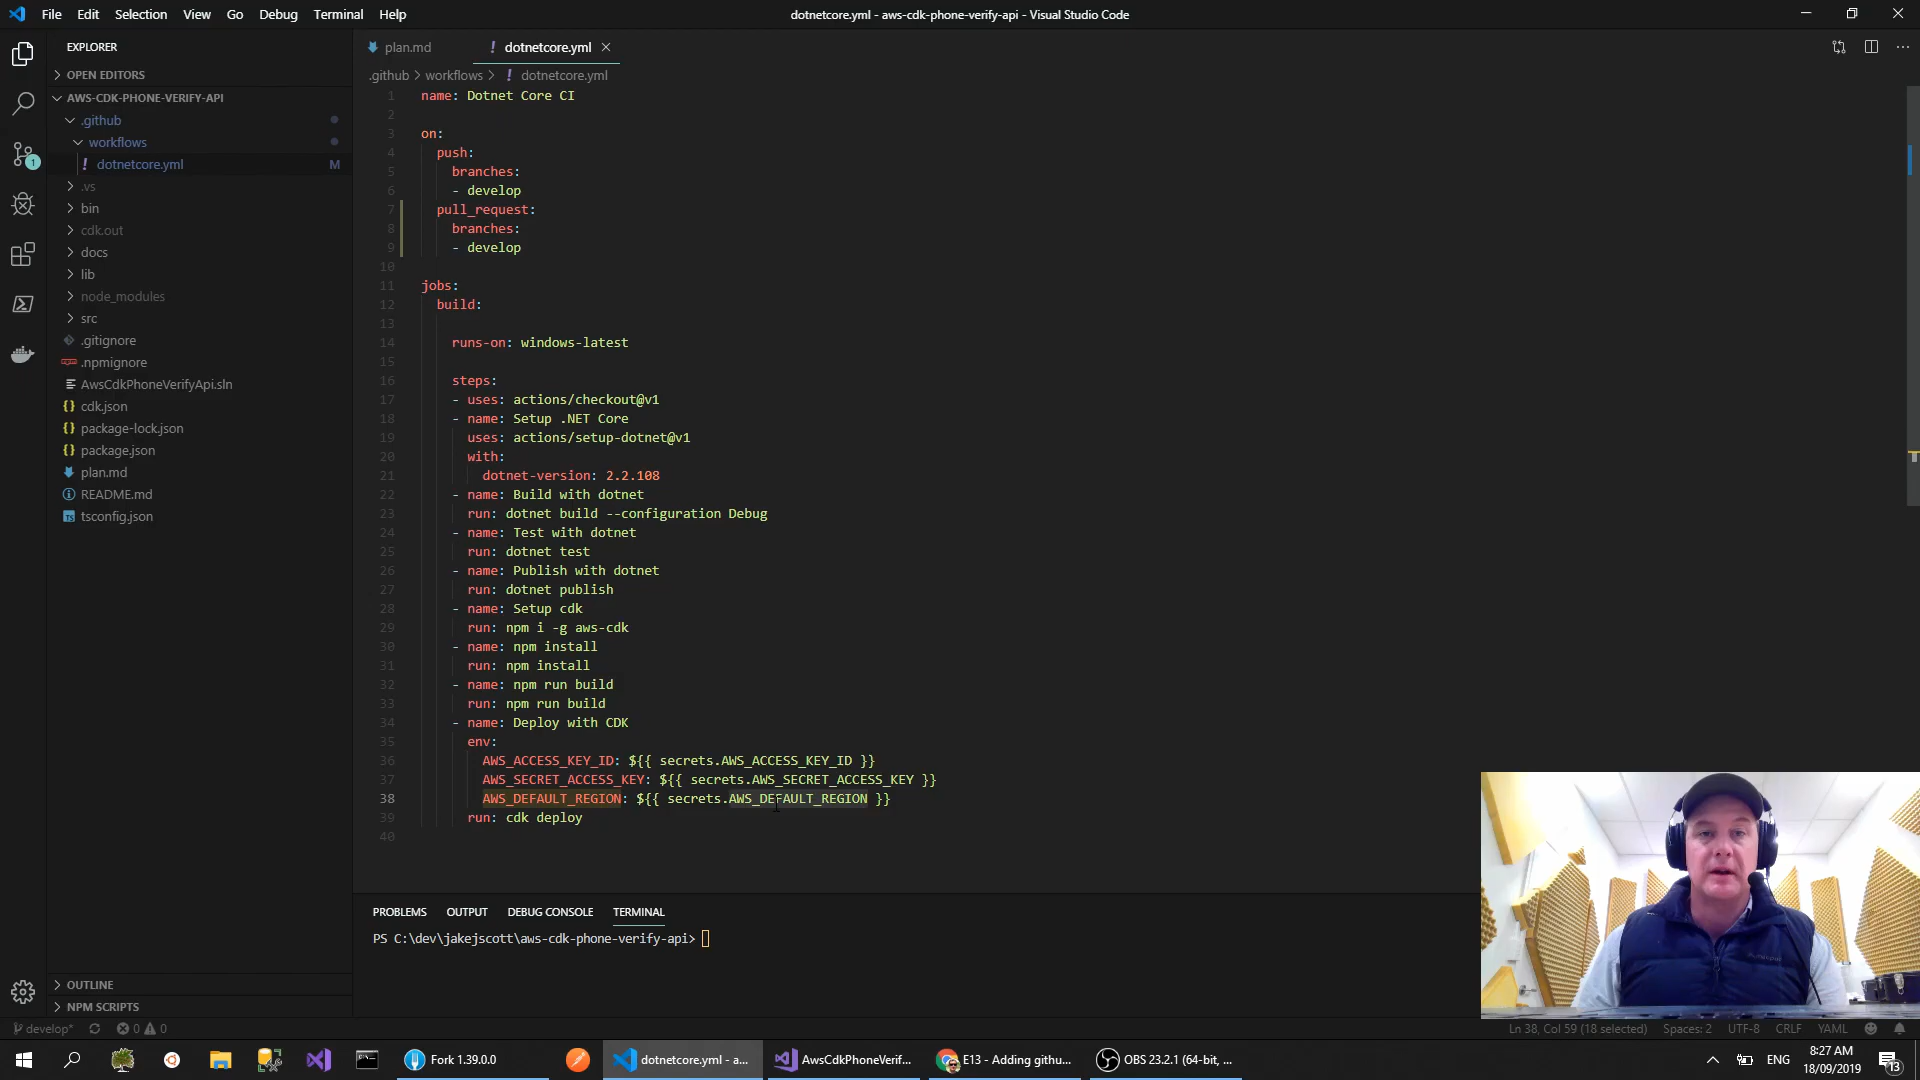 File Edit Selection View Go Debug Terminal Help
dotnetcore.yml - aws-cdk-phone-verify-api - Visual Studio Code
EXPLORER
OPEN EDITORS
AWS-CDK-PHONE-VERIFY-API
.github
workflows
! dotnetcore.yml M
.vs
bin
cdk.out
docs
lib
node_modules
src
.gitignore
.npmignore
AwsCdkPhoneVerifyApi.sln
{} cdk.json
{} package-lock.json
{} package.json
plan.md
README.md
TS tsconfig.json
OUTLINE
NPM SCRIPTS
1
plan.md ! dotnetcore.yml
.github > workflows > ! dotnetcore.yml
1 name: Dotnet Core CI
2
3 on:
4 push:
5 branches:
6 - develop
7 pull_request:
8 branches:
9 - develop
10
11 jobs:
12 build:
13
14 runs-on: windows-latest
15
16 steps:
17 - uses: actions/checkout@v1
18 - name: Setup .NET Core
19 uses: actions/setup-dotnet@v1
20 with:
21 dotnet-version: 2.2.108
22 - name: Build with dotnet
23 run: dotnet build --configuration Debug
24 - name: Test with dotnet
25 run: dotnet test
26 - name: Publish with dotnet
27 run: dotnet publish
28 - name: Setup cdk
29 run: npm i -g aws-cdk
30 - name: npm install
31 run: npm install
32 - name: npm run build
33 run: npm run build
34 - name: Deploy with CDK
35 env:
36 AWS_ACCESS_KEY_ID: ${{ secrets.AWS_ACCESS_KEY_ID }}
37 AWS_SECRET_ACCESS_KEY: ${{ secrets.AWS_SECRET_ACCESS_KEY }}
38 AWS_DEFAULT_REGION: ${{ secrets.AWS_DEFAULT_REGION }}
39 run: cdk deploy
40
PROBLEMS OUTPUT DEBUG CONSOLE TERMINAL
PS C:\dev\jakejscott\aws-cdk-phone-verify-api>
develop* 0 0
Ln 38, Col 59 (18 selected) Spaces: 2 UTF-8 CRLF YAML
Fork 1.39.0.0
dotnetcore.yml - a...
AwsCdkPhoneVerif...
E13 - Adding githu...
OBS 23.2.1 (64-bit, ...
ENG
8:27 AM
18/09/2019
13